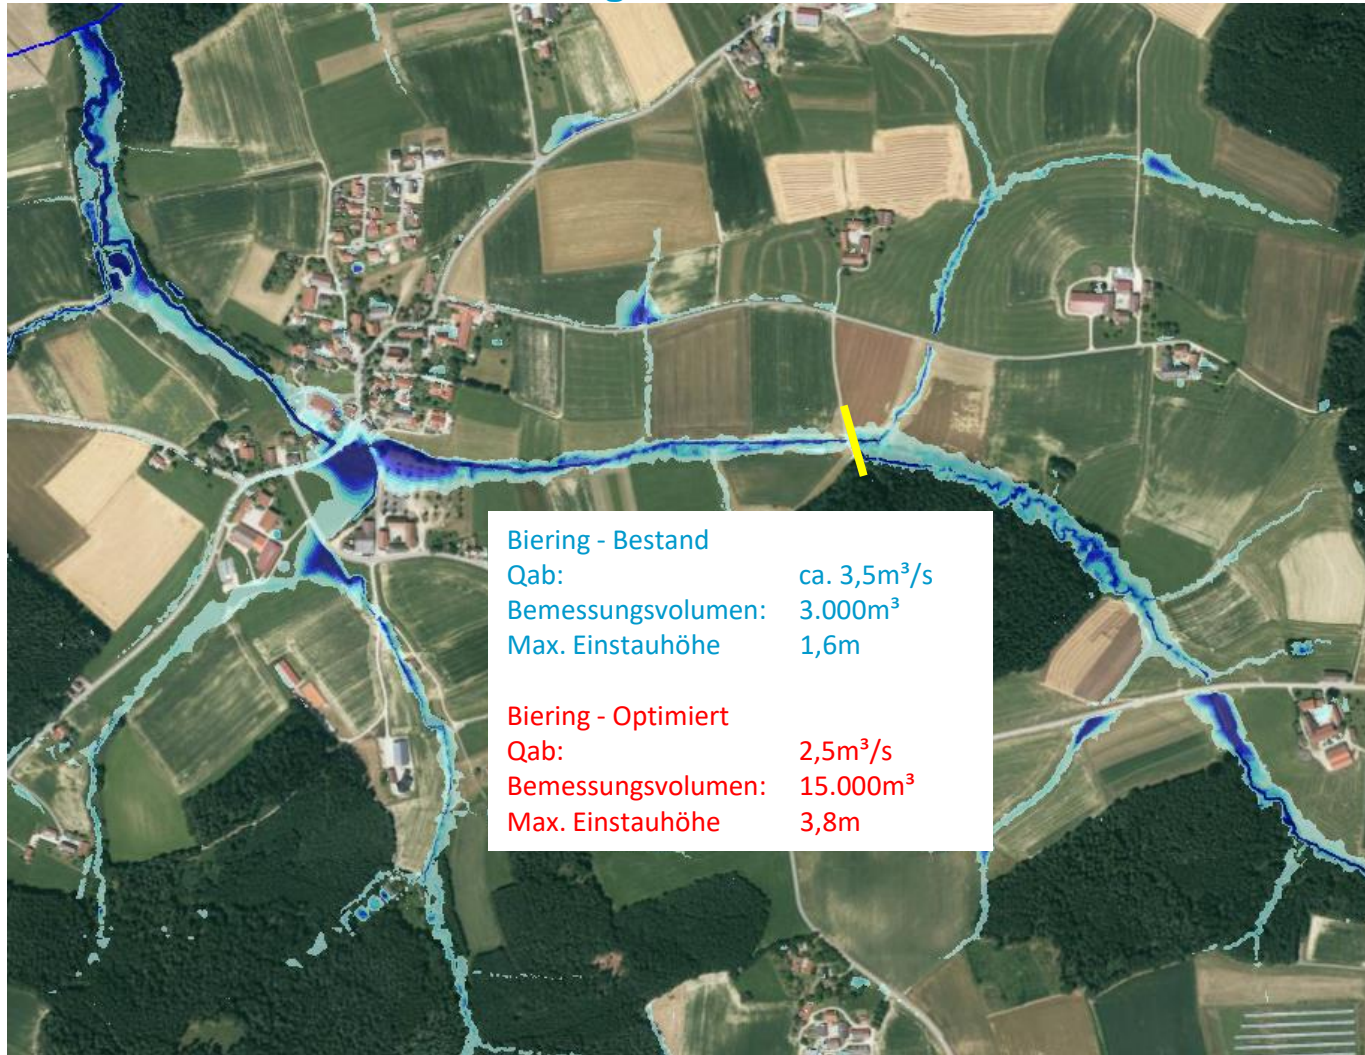 Biering - Bestand
Qab: ca. 3,5m³/s
Bemessungsvolumen: 3.000m³
Max. Einstauhöhe 1,6m
Biering - Optimiert
Qab: 2,5m³/s
Bemessungsvolumen: 15.000m³
Max. Einstauhöhe 3,8m